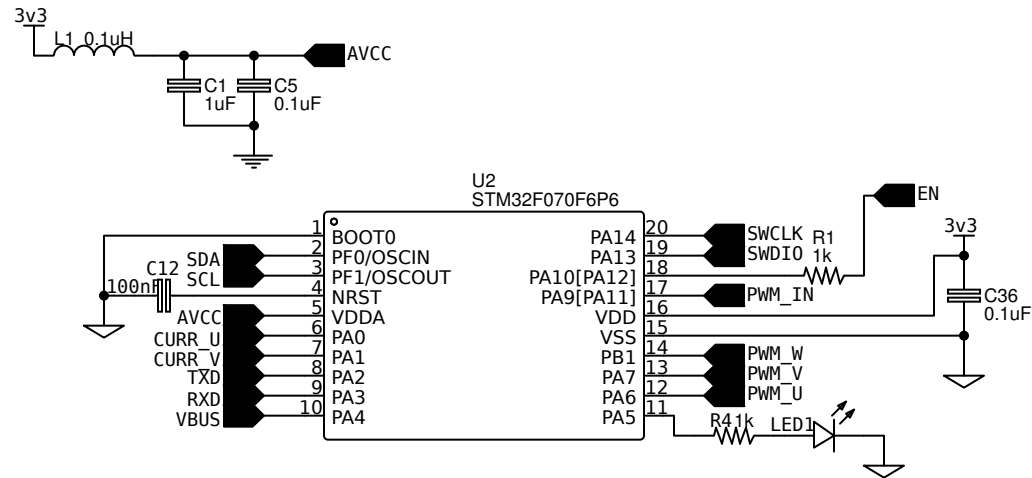 3v3
L1 0.1uH
AVCC
C1
1uF
C5
0.1uF
U2
STM32F070F6P6
1 BOOT0
SDA 2 PF0/OSCIN
SCL 3 PF1/OSCOUT
C12
100nF
4 NRST
AVCC 5 VDDA
CURR_U 6 PA0
CURR_V 7 PA1
TXD 8 PA2
RXD 9 PA3
VBUS 10 PA4
PA14 20 SWCLK
PA13 19 SWDIO
PA10[PA12] 18
R1
1k
EN
PA9[PA11] 17 PWM_IN
VDD 16
VSS 15
PB1 14 PWM_W
PA7 13 PWM_V
PA6 12 PWM_U
PA5 11
R4 1k
LED1
3v3
C36
0.1uF